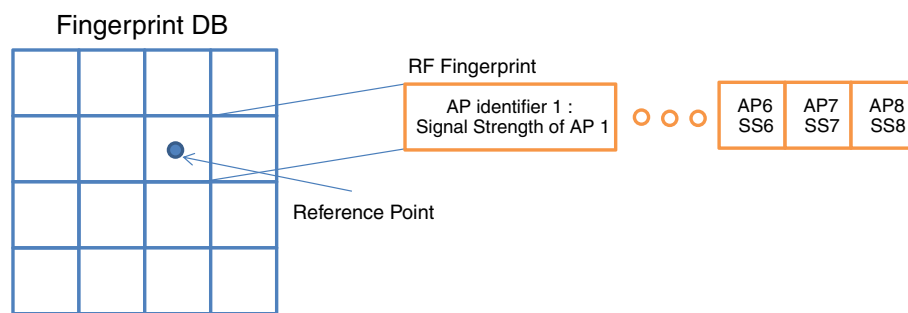 Fingerprint DB
RF Fingerprint
AP identifier 1 :
Signal Strength of AP 1
AP6
SS6
AP7
SS7
AP8
SS8
Reference Point